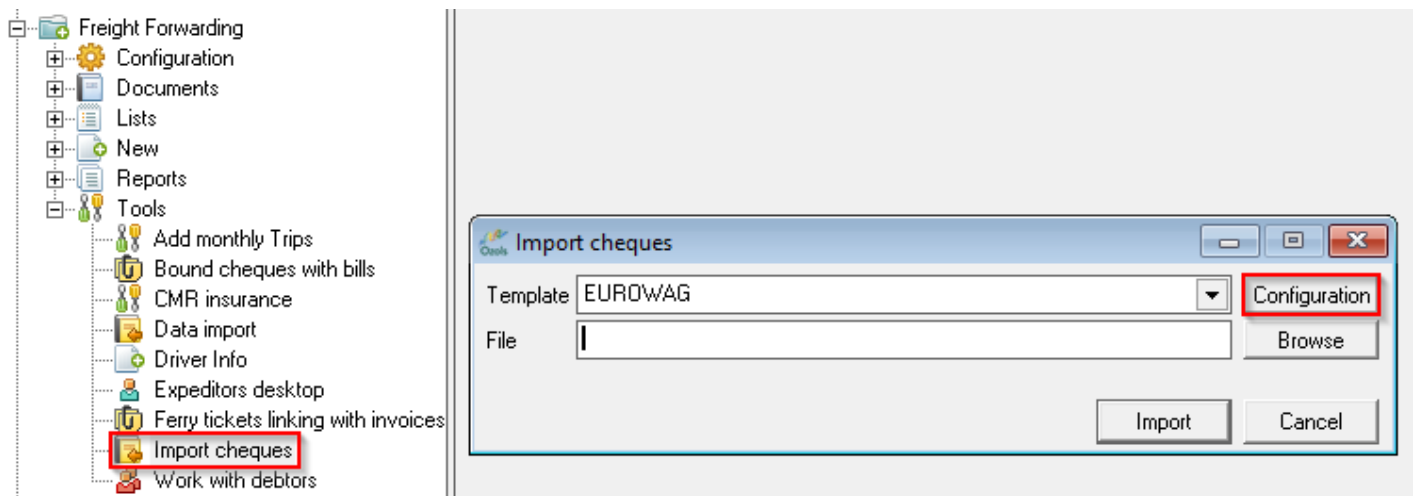 Freight Forwarding
Configuration
Documents
Lists
New
Reports
Tools
Add monthly Trips
Bound cheques with bills
CMR insurance
Data import
Driver Info
Expeditors desktop
Ferry tickets linking with invoices
Import cheques
Work with debtors
Ozols Import cheques
Template EUROWAG Configuration
File Browse
Import Cancel